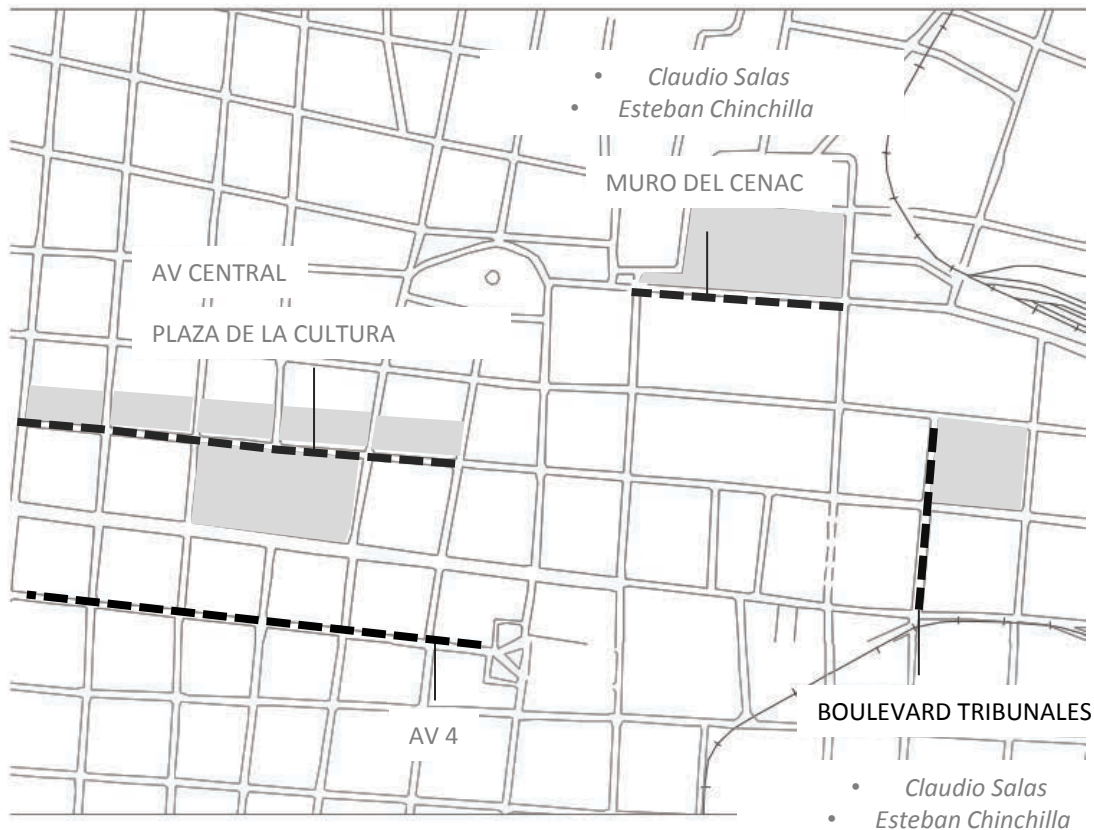 • Claudio Salas
• Esteban Chinchilla
MURO DEL CENAC
AV CENTRAL
PLAZA DE LA CULTURA
AV 4
BOULEVARD TRIBUNALES
• Claudio Salas
• Esteban Chinchilla